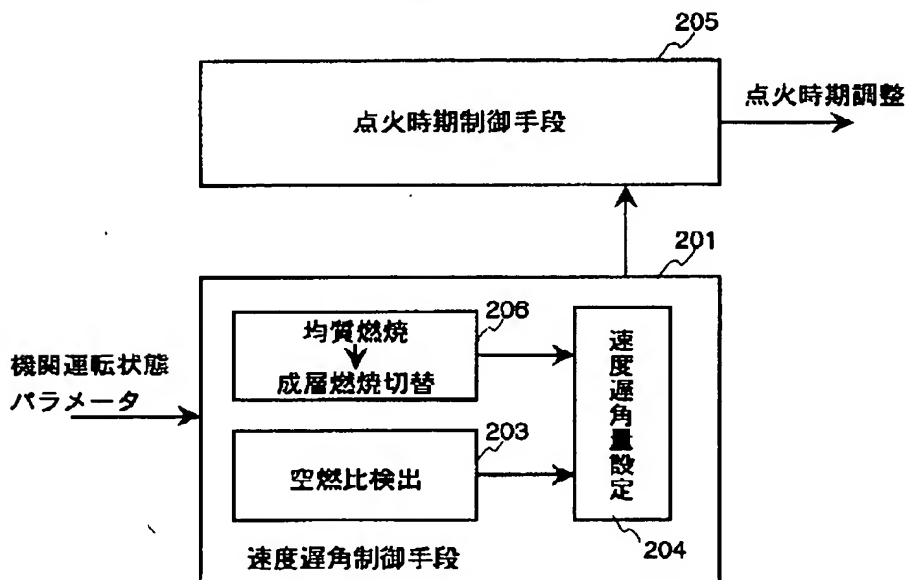 205
点火時期制御手段
点火時期調整
201
206
均質燃焼
成層燃焼切替
機関運転状態
パラメータ
203
空燃比検出
速度遅角量設定
204
速度遅角制御手段